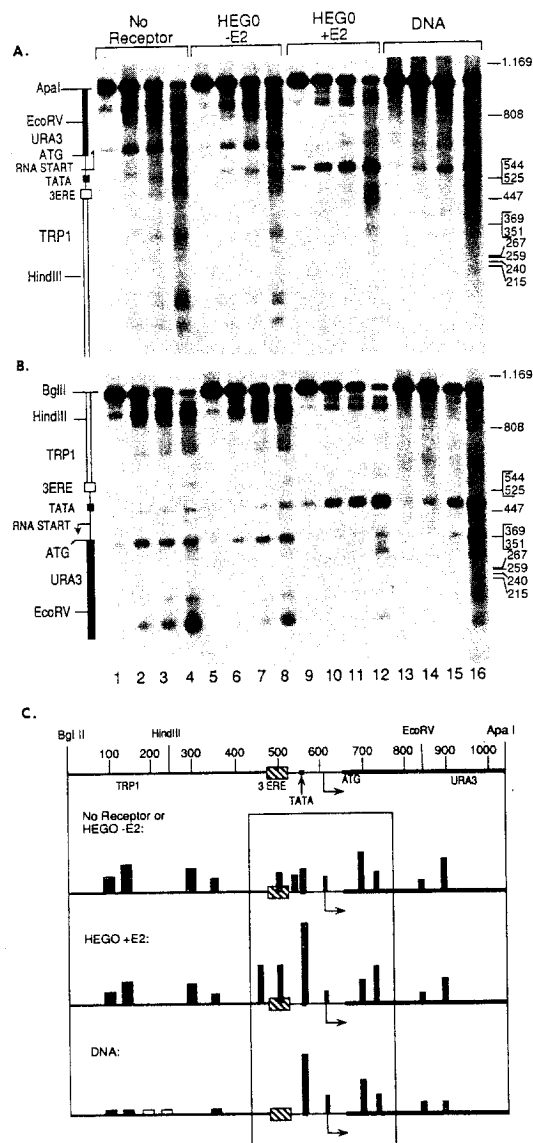 A.
No Receptor
HEG0 -E2
HEG0 +E2
DNA
ApaI
EcoRV
URA3
ATG
RNA START
TATA
3ERE
TRP1
HindIII
1.169
808
544
525
447
369
351
267
259
240
215
B.
BglII
HindIII
TRP1
3ERE
TATA
RNA START
ATG
URA3
EcoRV
1.169
808
544
525
447
369
351
267
259
240
215
1 2 3 4 5 6 7 8 9 10 11 12 13 14 15 16
C.
Bgl II HindIII EcoRV Apa I
100 200 300 400 500 600 700 800 900 1000
TRP1 3 ERE TATA ATG URA3
No Receptor or
HEGO -E2:
HEGO +E2:
DNA: